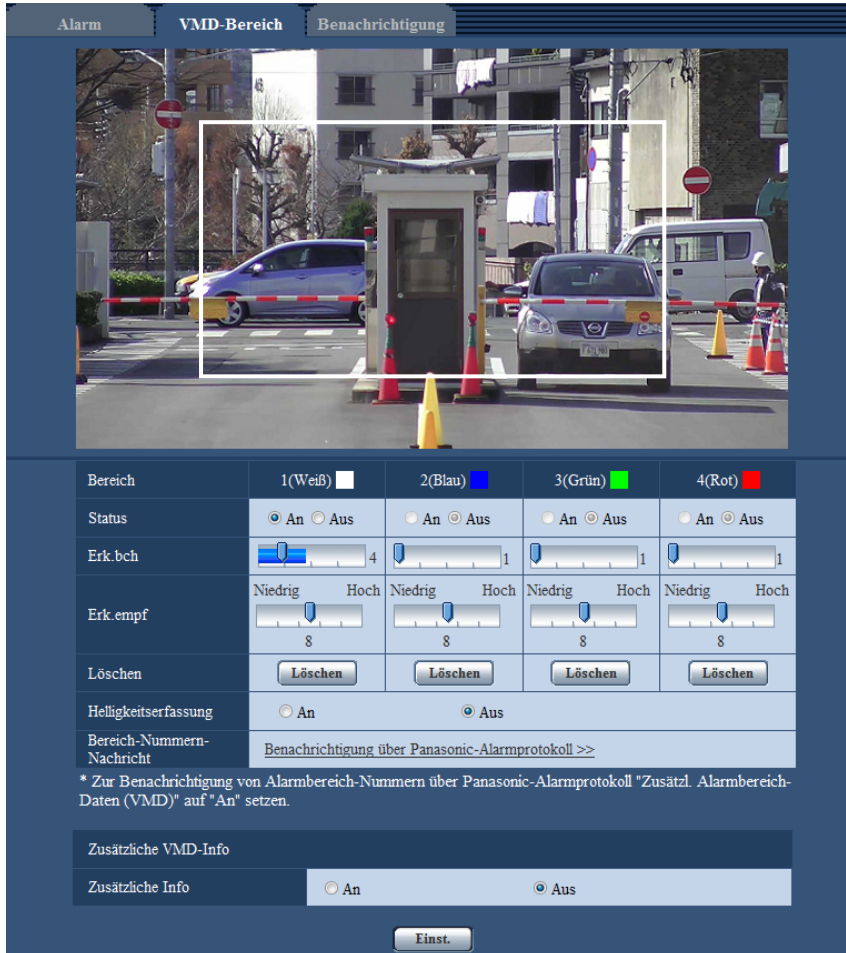 Alarm VMD-Bereich Benachrichtigung
Bereich 1(Weiß) 2(Blau) 3(Grün) 4(Rot)
Status An Aus An Aus An Aus An Aus
Erk.bch 4 1 1 1
Niedrig Hoch Niedrig Hoch Niedrig Hoch Niedrig Hoch
Erk.empf
8 8 8 8
Löschen Löschen Löschen Löschen Löschen
Helligkeitserfassung An Aus
Bereich-Nummern-
Nachricht Benachrichtigung über Panasonic-Alarmprotokoll >>
* Zur Benachrichtigung von Alarmbereich-Nummern über Panasonic-Alarmprotokoll "Zusätzl. Alarmbereich-
Daten (VMD)" auf "An" setzen.
Zusätzliche VMD-Info
Zusätzliche Info An Aus
Einst.